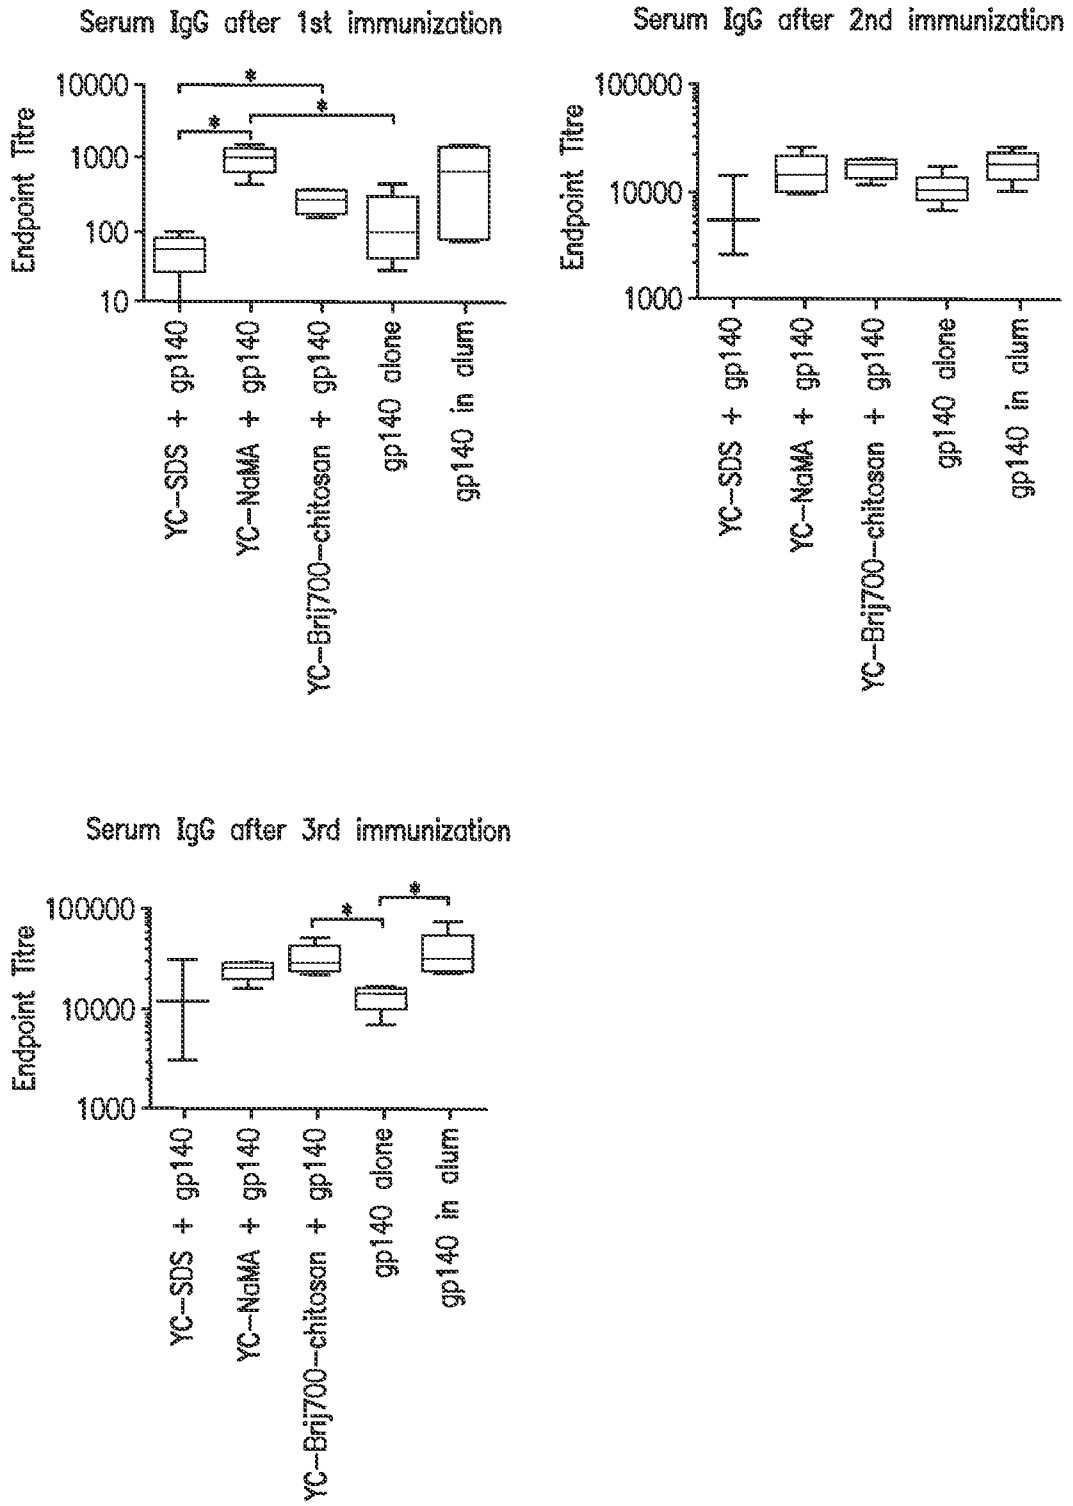 Serum IgG after 1st immunization
*
10000
*
*
1000
100
10
Endpoint Titre
YC-SDS + gp140
YC-NaMA + gp140
YC-Brij700-chitosan + gp140
gp140 alone
gp140 in alum
Serum IgG after 2nd immunization
100000
10000
1000
Endpoint Titre
YC-SDS + gp140
YC-NaMA + gp140
YC-Brij700-chitosan + gp140
gp140 alone
gp140 in alum
Serum IgG after 3rd immunization
*
*
100000
10000
1000
Endpoint Titre
YC-SDS + gp140
YC-NaMA + gp140
YC-Brij700-chitosan + gp140
gp140 alone
gp140 in alum